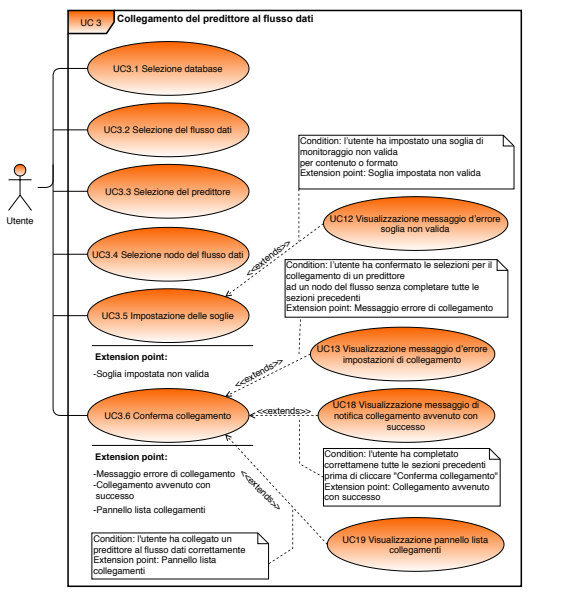 UC 3
Collegamento del predittore al flusso dati
UC3.1 Selezione database
UC3.2 Selezione del flusso dati
Condition: l'utente ha impostato una soglia di
monitoraggio non valida
per contenuto o formato
Extension point: Soglia impostata non valida
UC3.3 Selezione del predittore
Utente
UC12 Visualizzazione messaggio d'errore
soglia non valida
UC3.4 Selezione nodo del flusso dati
<<extends>>
Condition: l'utente ha confermato le selezioni per il
collegamento di un predittore
ad un nodo del flusso senza completare tutte le
sezioni precedenti
Extension point: Messaggio errore di collegamento
UC3.5 Impostazione delle soglie
Extension point:
-Soglia impostata non valida
UC13 Visualizzazione messaggio d'errore
impostazioni di collegamento
<<extends>>
UC3.6 Conferma collegamento
<<extends>>
UC18 Visualizzazione messaggio di
notifica collegamento avvenuto con
successo
Extension point:
-Messaggio errore di collegamento
-Collegamento avvenuto con
successo
-Pannello lista collegamenti
<<extends>>
Condition: l'utente ha completato
correttamene tutte le sezioni precedenti
prima di cliccare "Conferma collegamento"
Extension point: Collegamento avvenuto
con successo
Condition: l'utente ha collegato un
predittore al flusso dati correttamente
Extension point: Pannello lista
collegamenti
UC19 Visualizzazione pannello lista
collegamenti